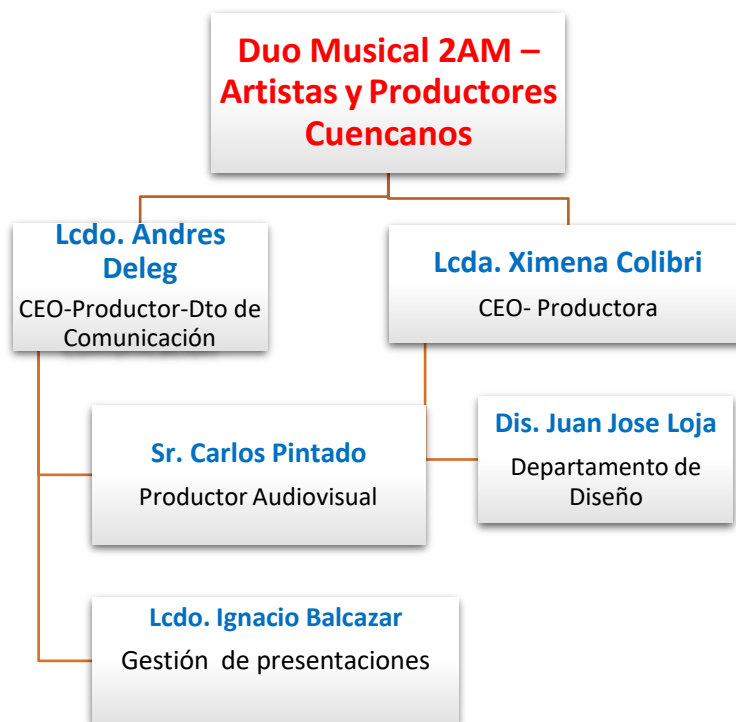 Duo Musical 2AM –
Artistas y Productores
Cuencanos
Lcdo. Andres
Deleg
CEO-Productor-Dto de
Comunicación
Lcda. Ximena Colibri
CEO- Productora
Sr. Carlos Pintado
Productor Audiovisual
Dis. Juan Jose Loja
Departamento de
Diseño
Lcdo. Ignacio Balcazar
Gestión  de presentaciones